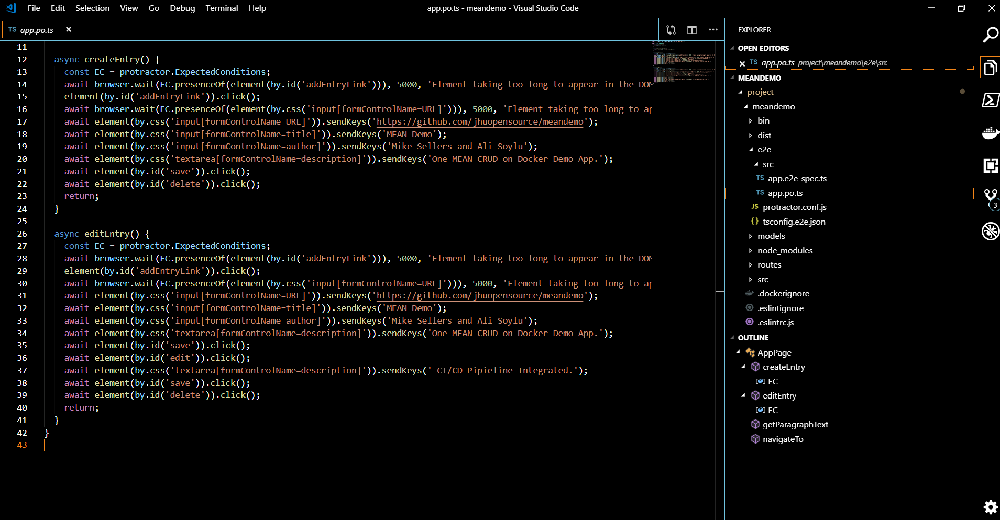 File Edit Selection View Go Debug Terminal Help
app.po.ts - meandemo - Visual Studio Code
TS app.po.ts
11
12 async createEntry() {
13 const EC = protractor.ExpectedConditions;
14 await browser.wait(EC.presenceOf(element(by.id('addEntryLink'))), 5000, 'Element taking too long to appear in the DOM
15 element(by.id('addEntryLink')).click();
16 await browser.wait(EC.presenceOf(element(by.css('input[formControlName=URL]'))), 5000, 'Element taking too long to ap
17 await element(by.css('input[formControlName=URL]')).sendKeys('https://github.com/jhuopensource/meandemo');
18 await element(by.css('input[formControlName=title]')).sendKeys('MEAN Demo');
19 await element(by.css('input[formControlName=author]')).sendKeys('Mike Sellers and Ali Soylu');
20 await element(by.css('textarea[formControlName=description]')).sendKeys('One MEAN CRUD on Docker Demo App.');
21 await element(by.id('save')).click();
22 await element(by.id('delete')).click();
23 return;
24 }
25
26 async editEntry() {
27 const EC = protractor.ExpectedConditions;
28 await browser.wait(EC.presenceOf(element(by.id('addEntryLink'))), 5000, 'Element taking too long to appear in the DOM
29 element(by.id('addEntryLink')).click();
30 await browser.wait(EC.presenceOf(element(by.css('input[formControlName=URL]'))), 5000, 'Element taking too long to ap
31 await element(by.css('input[formControlName=URL]')).sendKeys('https://github.com/jhuopensource/meandemo');
32 await element(by.css('input[formControlName=title]')).sendKeys('MEAN Demo');
33 await element(by.css('input[formControlName=author]')).sendKeys('Mike Sellers and Ali Soylu');
34 await element(by.css('textarea[formControlName=description]')).sendKeys('One MEAN CRUD on Docker Demo App.');
35 await element(by.id('save')).click();
36 await element(by.id('edit')).click();
37 await element(by.css('textarea[formControlName=description]')).sendKeys(' CI/CD Pipieline Integrated.');
38 await element(by.id('save')).click();
39 await element(by.id('delete')).click();
40 return;
41 }
42 }
43
EXPLORER
OPEN EDITORS
TS app.po.ts project\meandemo\e2e\src
MEANDEMO
project
meandemo
bin
dist
e2e
src
TS app.e2e-spec.ts
TS app.po.ts
JS protractor.conf.js
{} tsconfig.e2e.json
models
node_modules
routes
src
.dockerignore
.eslintignore
.eslintrc.js
OUTLINE
AppPage
createEntry
EC
editEntry
EC
getParagraphText
navigateTo
3